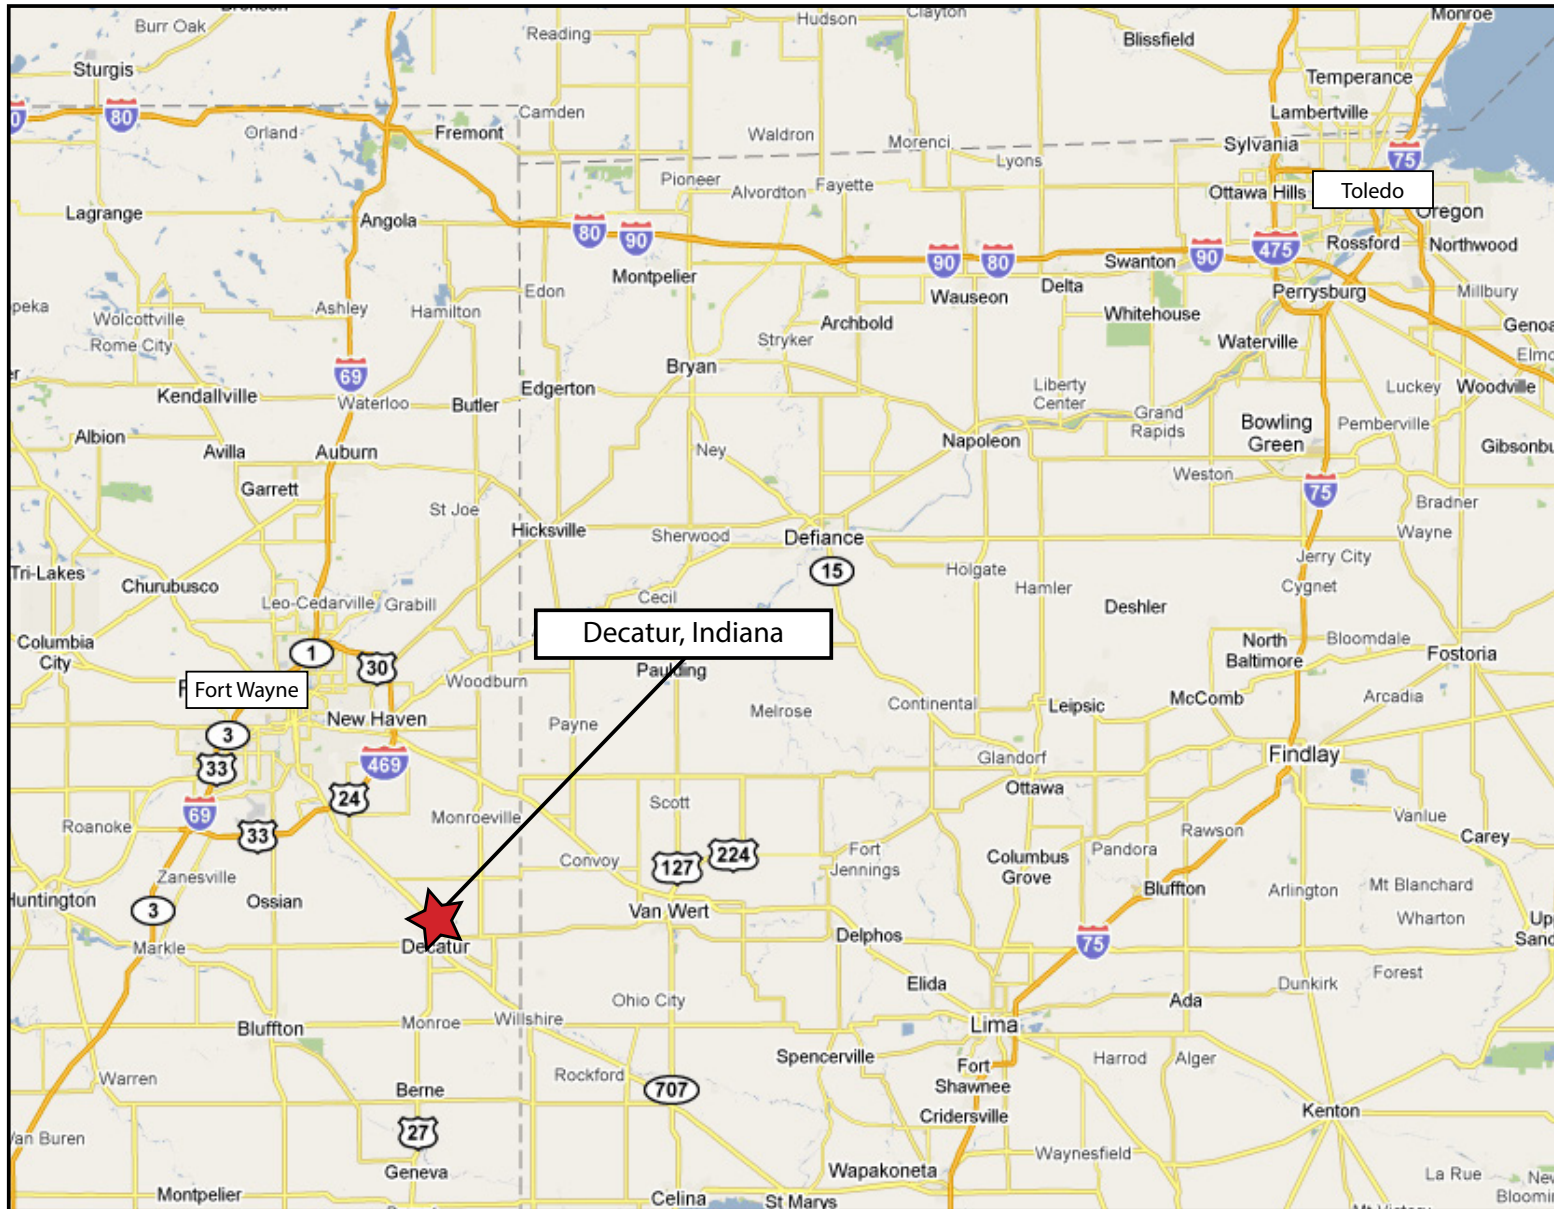 Bronson
Burr Oak
Sturgis
Reading
Hudson
Clayton
Blissfield
Monroe
Temperance
Lambertville
80
Orland
Fremont
Camden
Waldron
Morenci
Lyons
Sylvania
75
Ottawa Hills
Toledo
Oregon
Lagrange
Angola
Pioneer
Alvordton
Fayette
80
90
Montpelier
90
80
Swanton
90
475
Rossford
Northwood
Perrysburg
Millbury
Wauseon
Delta
Whitehouse
Genoa
Edon
Ashley
Hamilton
Wolcottville
Rome City
Archbold
Stryker
Waterville
Bryan
69
Kendallville
Waterloo
Butler
Edgerton
Liberty
Center
Grand
Rapids
Luckey
Woodville
Albion
Avilla
Auburn
Ney
Napoleon
Bowling
Green
Pemberville
Garrett
St Joe
Weston
75
Bradner
Wayne
Hicksville
Sherwood
Defiance
15
Holgate
Hamler
Jerry City
Cygnet
Tri-Lakes
Churubusco
Leo-Cedarville
Grabill
Cecil
Deshler
Decatur, Indiana
Columbia
City
1
30
Fort Wayne
Woodburn
Paulding
North
Baltimore
Bloomdale
Fostoria
New Haven
Payne
Melrose
Continental
Leipsic
McComb
Arcadia
3
33
469
24
69
33
Glandorf
Ottawa
Findlay
Roanoke
Monroeville
Scott
Vanlue
Carey
Rawson
Pandora
Convoy
127
224
Fort
Jennings
Columbus
Grove
Bluffton
Arlington
Mt Blanchard
Wharton
Zanesville
Huntington
3
Ossian
Markle
Decatur
Van Wert
Delphos
75
Elida
Dunkirk
Forest
Ada
Ohio City
Bluffton
Monroe
Willshire
Lima
Spencerville
Fort
Shawnee
Harrod
Alger
Warren
Berne
Rockford
707
Cridersville
Kenton
27
Van Buren
Geneva
Waynesfield
Wapakoneta
La Rue
Montpelier
Celina
St Marys